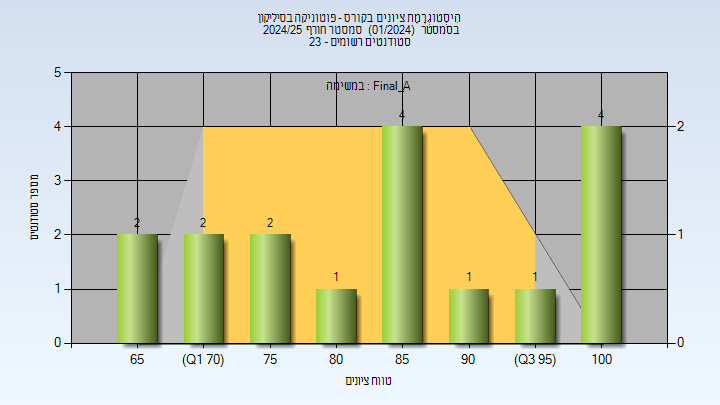 היסטוגרמת ציונים בקורס - פוטוניקה בסיליקון
בסמסטר (01/2024) סמסטר חורף 2024/25
סטודנטים רשומים - 23
במשימה : Final_A
5
4
3
2
1
0
2
1
0
מספר סטודנטים
2
2
2
1
4
1
1
4
65
(Q1 70)
75
80
85
90
(Q3 95)
100
טווח ציונים